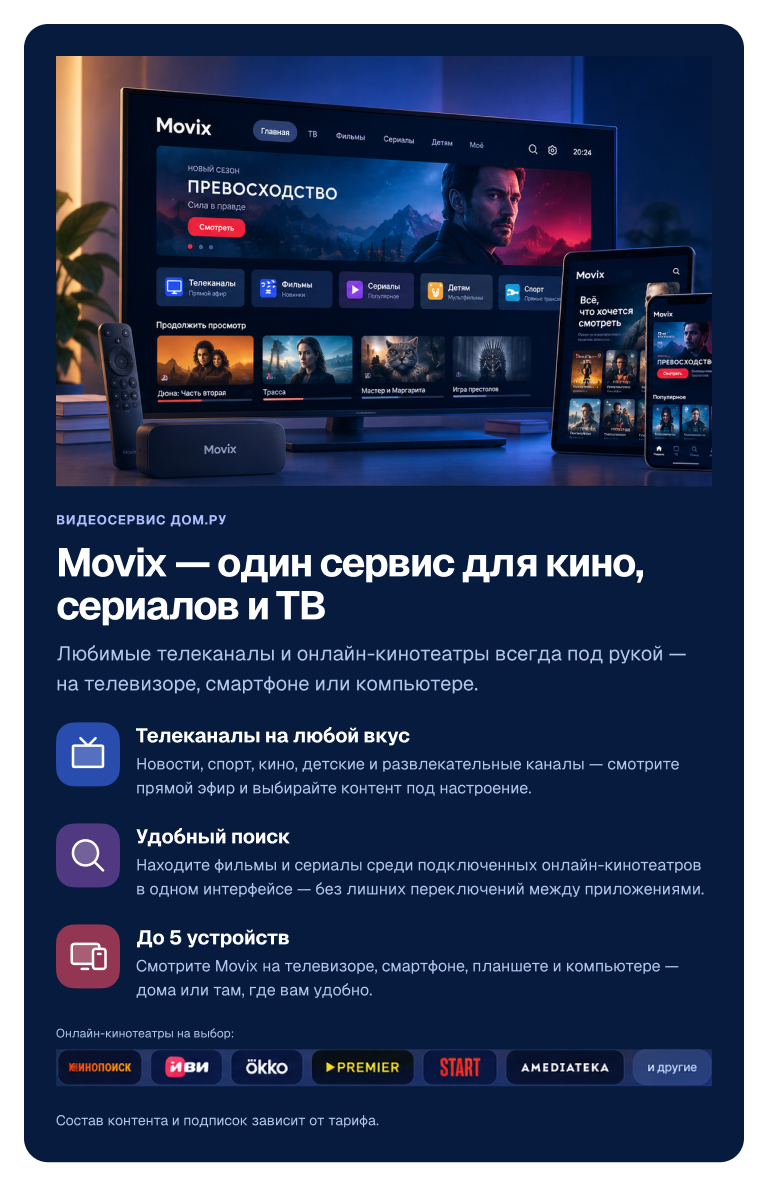 Movix
Главная
ТВ
Фильмы
Сериалы
Детям
Моё
20:24
НОВЫЙ СЕЗОН
ПРЕВОСХОДСТВО
Сила в правде
Смотреть
Телеканалы
Прямой эфир
Фильмы
Новинки
Сериалы
Популярное
Детям
Мультфильмы
Спорт
Прямые
Продолжить просмотр
Дюна: Часть вторая
Трасса
Мастер и Маргарита
Игра престолов
Movix
Movix
Всё,
что хочется
смотреть
Movix
ПРЕВОСХОДСТВО
Смотреть
Популярное
ВИДЕОСЕРВИС ДОМ.РУ
Movix — один сервис для кино,
сериалов и ТВ
Любимые телеканалы и онлайн-кинотеатры всегда под рукой —
на телевизоре, смартфоне или компьютере.
Телеканалы на любой вкус
Новости, спорт, кино, детские и развлекательные каналы — смотрите
прямой эфир и выбирайте контент под настроение.
Удобный поиск
Находите фильмы и сериалы среди подключенных онлайн-кинотеатров
в одном интерфейсе — без лишних переключений между приложениями.
До 5 устройств
Смотрите Movix на телевизоре, смартфоне, планшете и компьютере —
дома или там, где вам удобно.
Онлайн-кинотеатры на выбор:
КИНОПОИСК
иви
ökko
PREMIER
START
AMEDIATEKA
и другие
Состав контента и подписок зависит от тарифа.